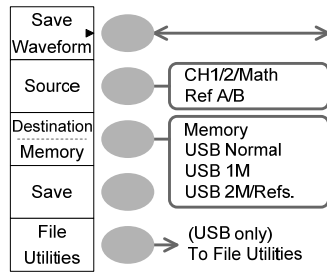 Save
Waveform
Source
CH1/2/Math
Ref A/B
Destination
Memory
Memory
USB Normal
USB 1M
USB 2M/Refs.
Save
File
Utilities
(USB only)
To File Utilities